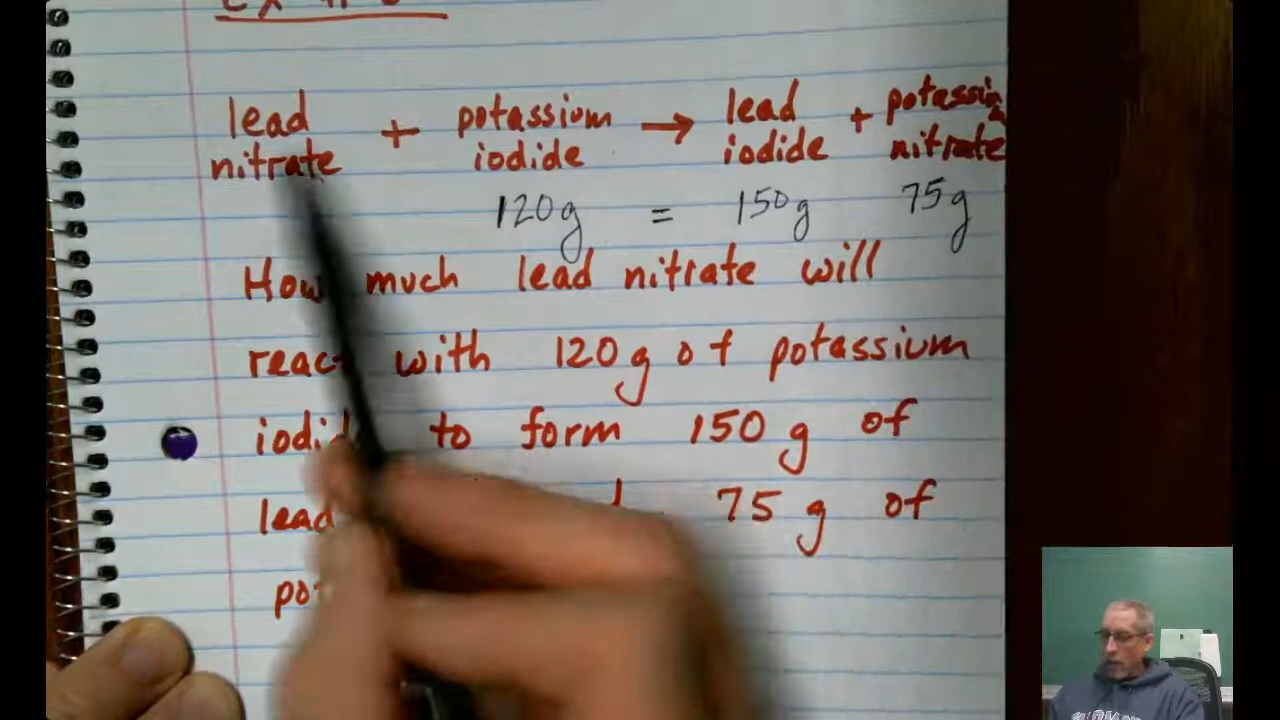 lead + potassium → lead + potassium
nitrate iodide iodide nitrate
120g = 150g 75g
How much lead nitrate will
react with 120g of potassium
to form 150 g of
lead 75 g of